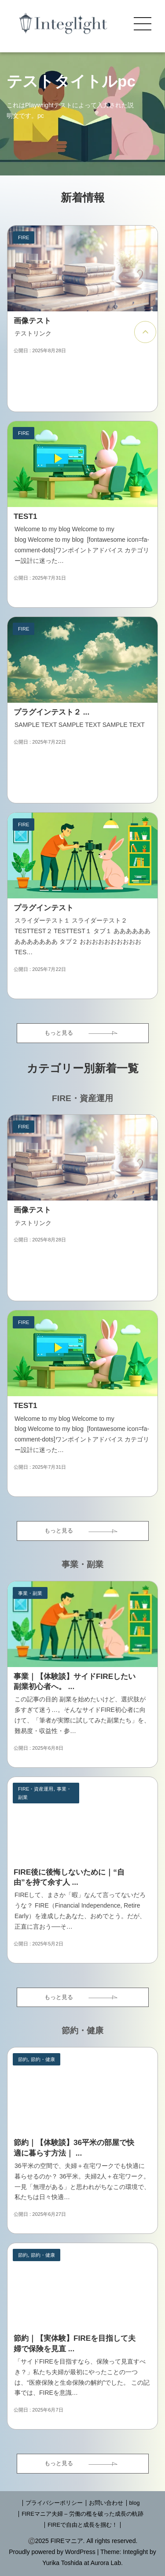 Integlight
テストタイトルpc
これはPlaywrightテストによって入力された説
明文です。pc
新着情報
FIRE
画像テスト
テストリンク
公開日 : 2025年8月28日
FIRE
TEST1
Welcome to my blog Welcome to my
blog Welcome to my blog [fontawesome icon=fa-
comment-dots]ワンポイントアドバイス カテゴリ
ー設計に迷った…
公開日 : 2025年7月31日
FIRE
プラグインテスト２ ...
SAMPLE TEXT SAMPLE TEXT SAMPLE TEXT
公開日 : 2025年7月22日
FIRE
プラグインテスト
スライダーテスト１ スライダーテスト２
TESTTEST２ TESTTEST１ タブ１ ああああああ
あああああああ タブ２ おおおおおおおおおお
TES…
公開日 : 2025年7月22日
もっと見る
カテゴリー別新着一覧
FIRE・資産運用
FIRE
画像テスト
テストリンク
公開日 : 2025年8月28日
FIRE
TEST1
Welcome to my blog Welcome to my
blog Welcome to my blog [fontawesome icon=fa-
comment-dots]ワンポイントアドバイス カテゴリ
ー設計に迷った…
公開日 : 2025年7月31日
もっと見る
事業・副業
事業・副業
事業｜【体験談】サイドFIREしたい
副業初心者へ。 ...
この記事の目的 副業を始めたいけど、選択肢が
多すぎて迷う…。そんなサイドFIRE初心者に向
けて、「筆者が実際に試してみた副業たち」を、
難易度・収益性・参…
公開日 : 2025年6月8日
FIRE・資産運用, 事業・
副業
FIRE後に後悔しないために｜“自
由”を持て余す人 ...
FIREして、まさか「暇」なんて言ってないだろ
うな？ FIRE（Financial Independence, Retire
Early）を達成したあなた、おめでとう。だが、
正直に言おう──そ…
公開日 : 2025年5月2日
もっと見る
節約・健康
節約, 節約・健康
節約｜【体験談】36平米の部屋で快
適に暮らす方法｜ ...
36平米の空間で、夫婦＋在宅ワークでも快適に
暮らせるのか？ 36平米。夫婦2人＋在宅ワーク。
一見「無理がある」と思われがちなこの環境で、
私たちは日々快適…
公開日 : 2025年6月27日
節約, 節約・健康
節約｜【実体験】FIREを目指して夫
婦で保険を見直 ...
「サイドFIREを目指すなら、保険って見直すべ
き？」私たち夫婦が最初にやったことの一つ
は、“医療保険と生命保険の解約”でした。 この記
事では、FIREを意識…
公開日 : 2025年6月7日
もっと見る
| プライバシーポリシー | お問い合わせ | blog
| FIREマニア夫婦 – 労働の檻を破った成長の軌跡
| FIREで自由と成長を掴む！ |
©2025 FIREマニア. All rights reserved.
Proudly powered by WordPress | Theme: Integlight by
Yurika Toshida at Aurora Lab.